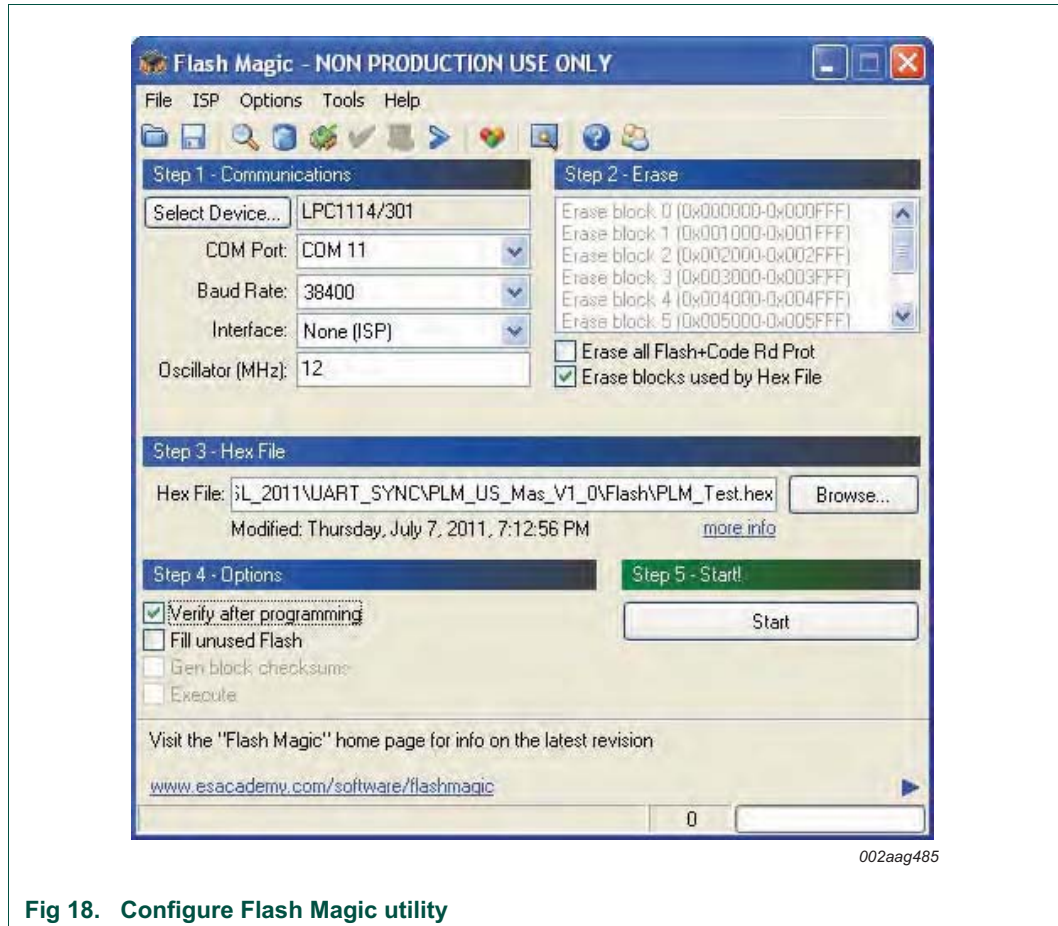 Flash Magic - NON PRODUCTION USE ONLY
File ISP Options Tools Help
Step 1 - Communications
Select Device... LPC1114/301
COM Port: COM 11
Baud Rate: 38400
Interface: None (ISP)
Oscillator (MHz): 12
Step 2 - Erase
Erase block 0 (0x000000-0x000FFF)
Erase block 1 (0x001000-0x001FFF)
Erase block 2 (0x002000-0x002FFF)
Erase block 3 (0x003000-0x003FFF)
Erase block 4 (0x004000-0x004FFF)
Erase block 5 (0x005000-0x005FFF)
Erase all Flash+Code Rd Prot
Erase blocks used by Hex File
Step 3 - Hex File
Hex File: L_2011\UART_SYNC\PLM_US_Mas_V1_0\Flash\PLM_Test.hex Browse...
Modified: Thursday, July 7, 2011, 7:12:56 PM more info
Step 4 - Options
Verify after programming
Fill unused Flash
Gen block checksums
Execute
Step 5 - Start!
Start
Visit the "Flash Magic" home page for info on the latest revision
www.esacademy.com/software/flashmagic
0
002aag485
Fig 18. Configure Flash Magic utility